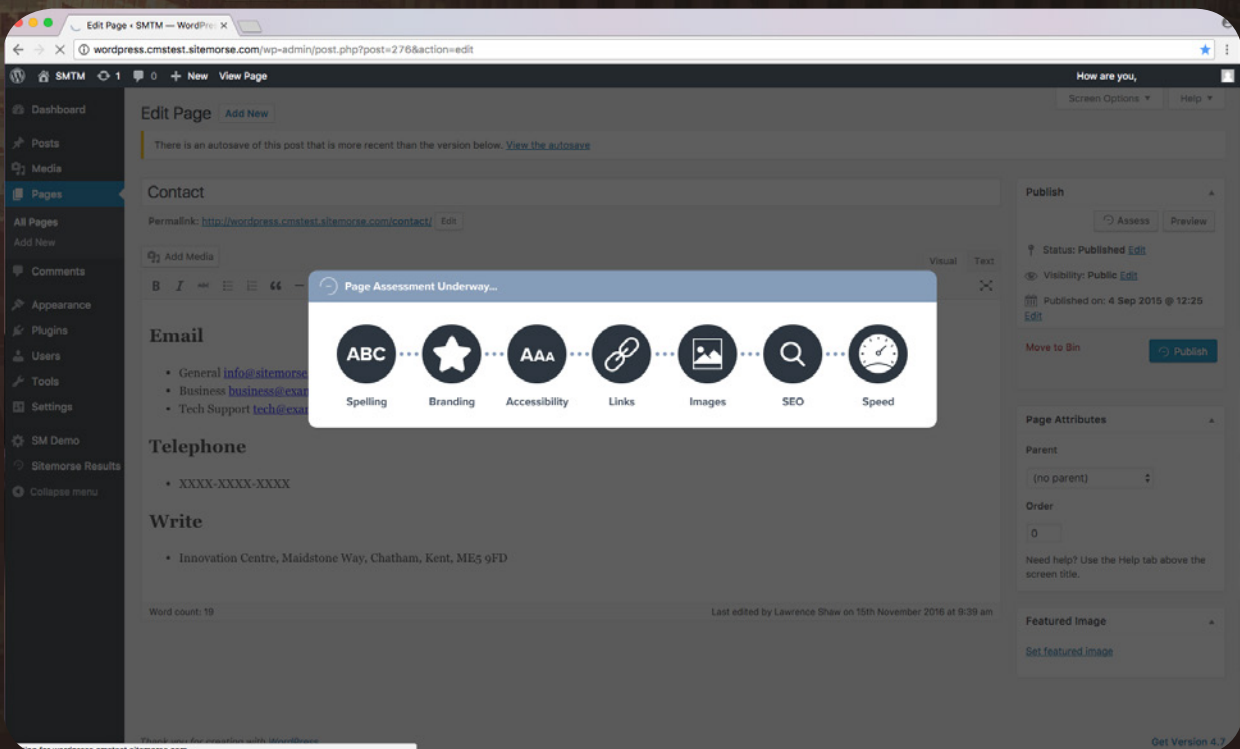 Edit Page ‹ SMTM — WordPre
wordpress.cmstest.sitemorse.com/wp-admin/post.php?post=276&action=edit
SMTM 1 0 + New View Page How are you,
Screen Options Help
Dashboard
Posts
Media
Pages
All Pages
Add New
Comments
Appearance
Plugins
Users
Tools
Settings
SM Demo
Sitemorse Results
Collapse menu
Edit Page Add New
There is an autosave of this post that is more recent than the version below. View the autosave
Contact
Permalink: http://wordpress.cmstest.sitemorse.com/contact/ Edit
Add Media
Visual Text
B I ABC
Page Assessment Underway...
ABC AAA
Spelling Branding Accessibility Links Images SEO Speed
Email
• General info@sitemorse
• Business business@exa
• Tech Support tech@exa
Telephone
• XXXX-XXXX-XXXX
Write
• Innovation Centre, Maidstone Way, Chatham, Kent, ME5 9FD
Word count: 19 Last edited by Lawrence Shaw on 15th November 2016 at 9:39 am
Publish
Assess Preview
Status: Published Edit
Visibility: Public Edit
Published on: 4 Sep 2015 @ 12:25
Edit
Move to Bin Publish
Page Attributes
Parent
(no parent)
Order
0
Need help? Use the Help tab above the
screen title.
Featured Image
Set featured image
Thank you for creating with WordPress
Get Version 4.7
for wordpress.cmstest.sitemorse.com